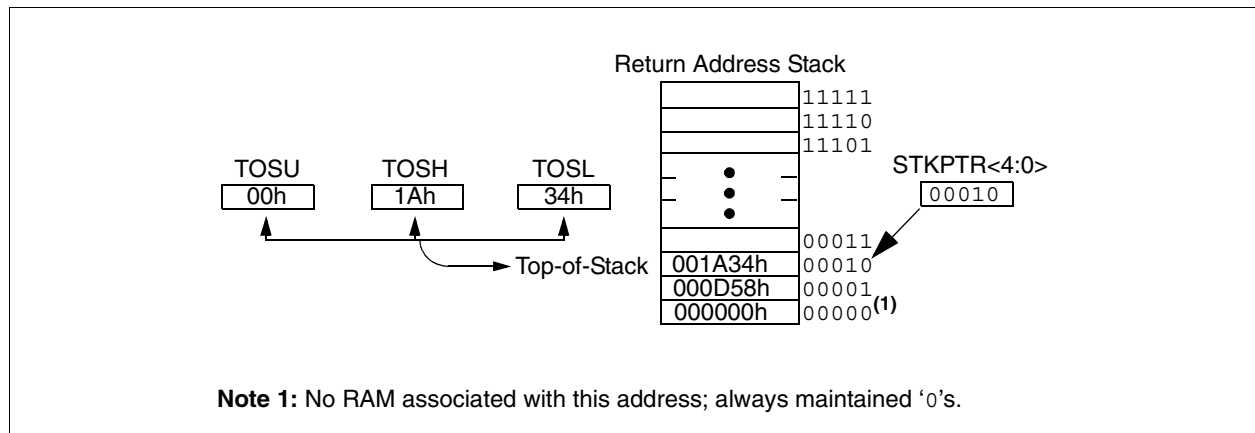 Return Address Stack
11111
11110
11101
TOSU TOSH TOSL STKPTR<4:0>
00h 1Ah 34h 00010
00011
Top-of-Stack 001A34h 00010
000D58h 00001
000000h 00000(1)
Note 1: No RAM associated with this address; always maintained ‘0’s.